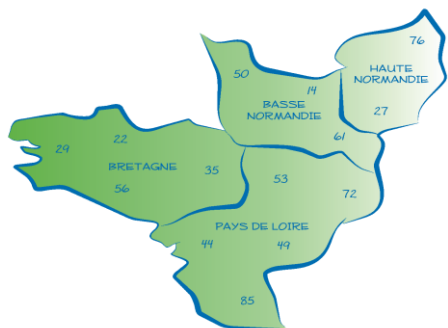 76
HAUTE
NORMANDIE
27
50
14
BASSE
NORMANDIE
61
22
29
BRETAGNE
35
56
53
72
PAYS DE LOIRE
44
49
85